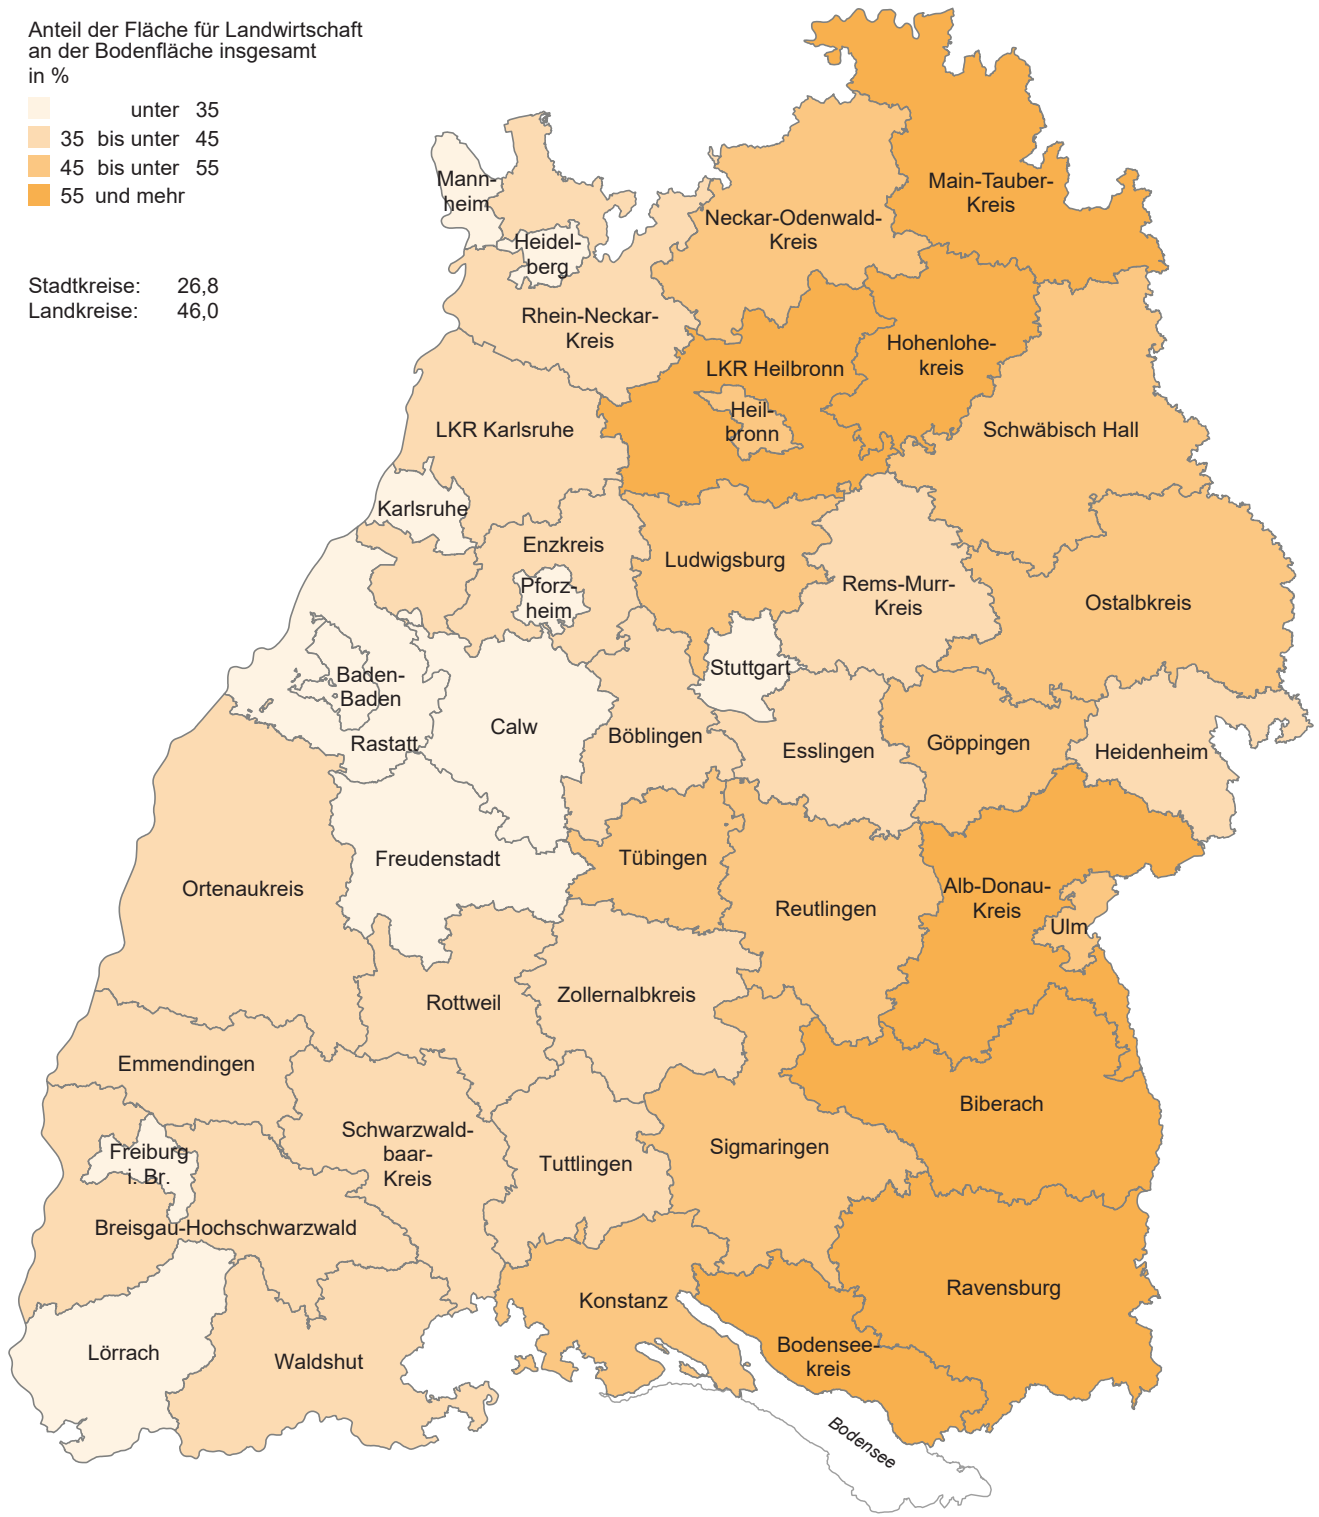 Anteil der Fläche für Landwirtschaft
an der Bodenfläche insgesamt
in %
unter 35
35 bis unter 45
45 bis unter 55
55 und mehr
Stadtkreise: 26,8
Landkreise: 46,0
Mann-
heim
Heidel-
berg
Rhein-Neckar-
Kreis
Neckar-Odenwald-
Kreis
Main-Tauber-
Kreis
LKR Heilbronn
Heil-
bronn
Hohenlohe-
kreis
Schwäbisch Hall
LKR Karlsruhe
Karlsruhe
Enzkreis
Pforz-
heim
Ludwigsburg
Rems-Murr-
Kreis
Ostalbkreis
Stuttgart
Baden-
Baden
Rastatt
Calw
Böblingen
Esslingen
Göppingen
Heidenheim
Freudenstadt
Tübingen
Reutlingen
Alb-Donau-
Kreis
Ulm
Ortenaukreis
Rottweil
Zollernalbkreis
Emmendingen
Schwarzwald-
baar-
Kreis
Tuttlingen
Sigmaringen
Biberach
Freiburg
i. Br.
Breisgau-Hochschwarzwald
Lörrach
Waldshut
Konstanz
Bodensee-
kreis
Ravensburg
Bodensee